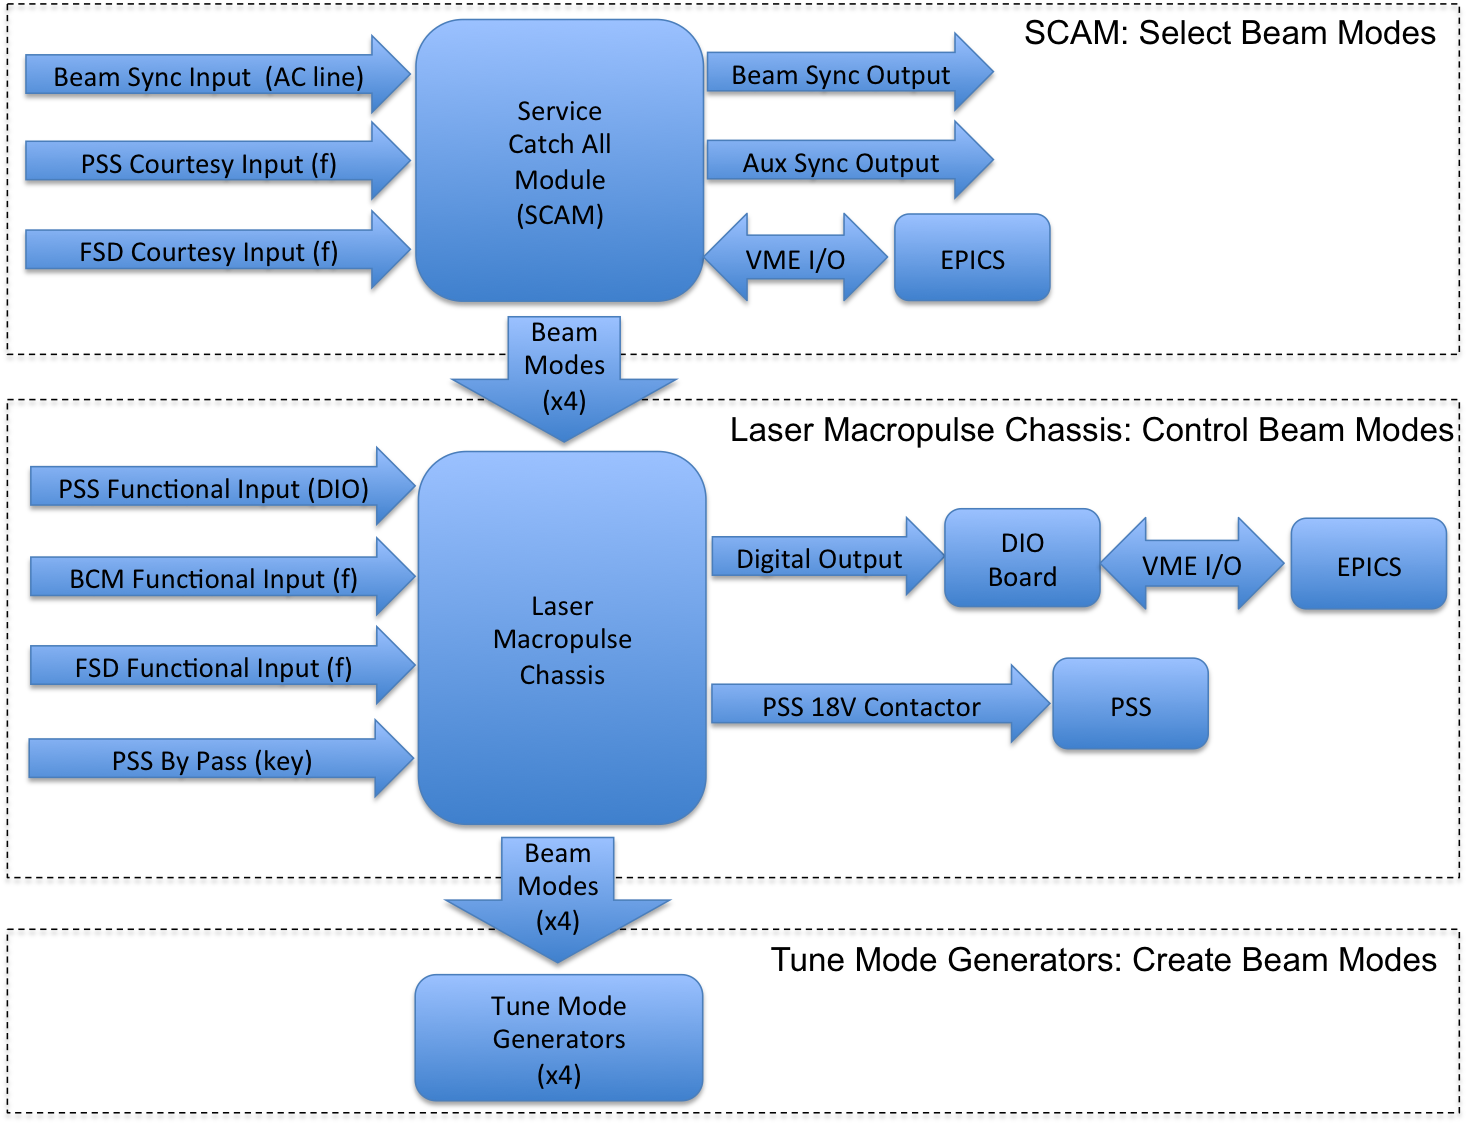 SCAM: Select Beam Modes
Beam Sync Input  (AC line)
PSS Courtesy Input (f)
FSD Courtesy Input (f)
Service
Catch All
Module
(SCAM)
Beam Sync Output
Aux Sync Output
VME I/O
EPICS
Beam
Modes
(x4)
Laser Macropulse Chassis: Control Beam Modes
PSS Functional Input (DIO)
BCM Functional Input (f)
FSD Functional Input (f)
PSS By Pass (key)
Laser
Macropulse
Chassis
Digital Output
DIO
Board
VME I/O
EPICS
PSS 18V Contactor
PSS
Beam
Modes
(x4)
Tune Mode Generators: Create Beam Modes
Tune Mode
Generators
(x4)